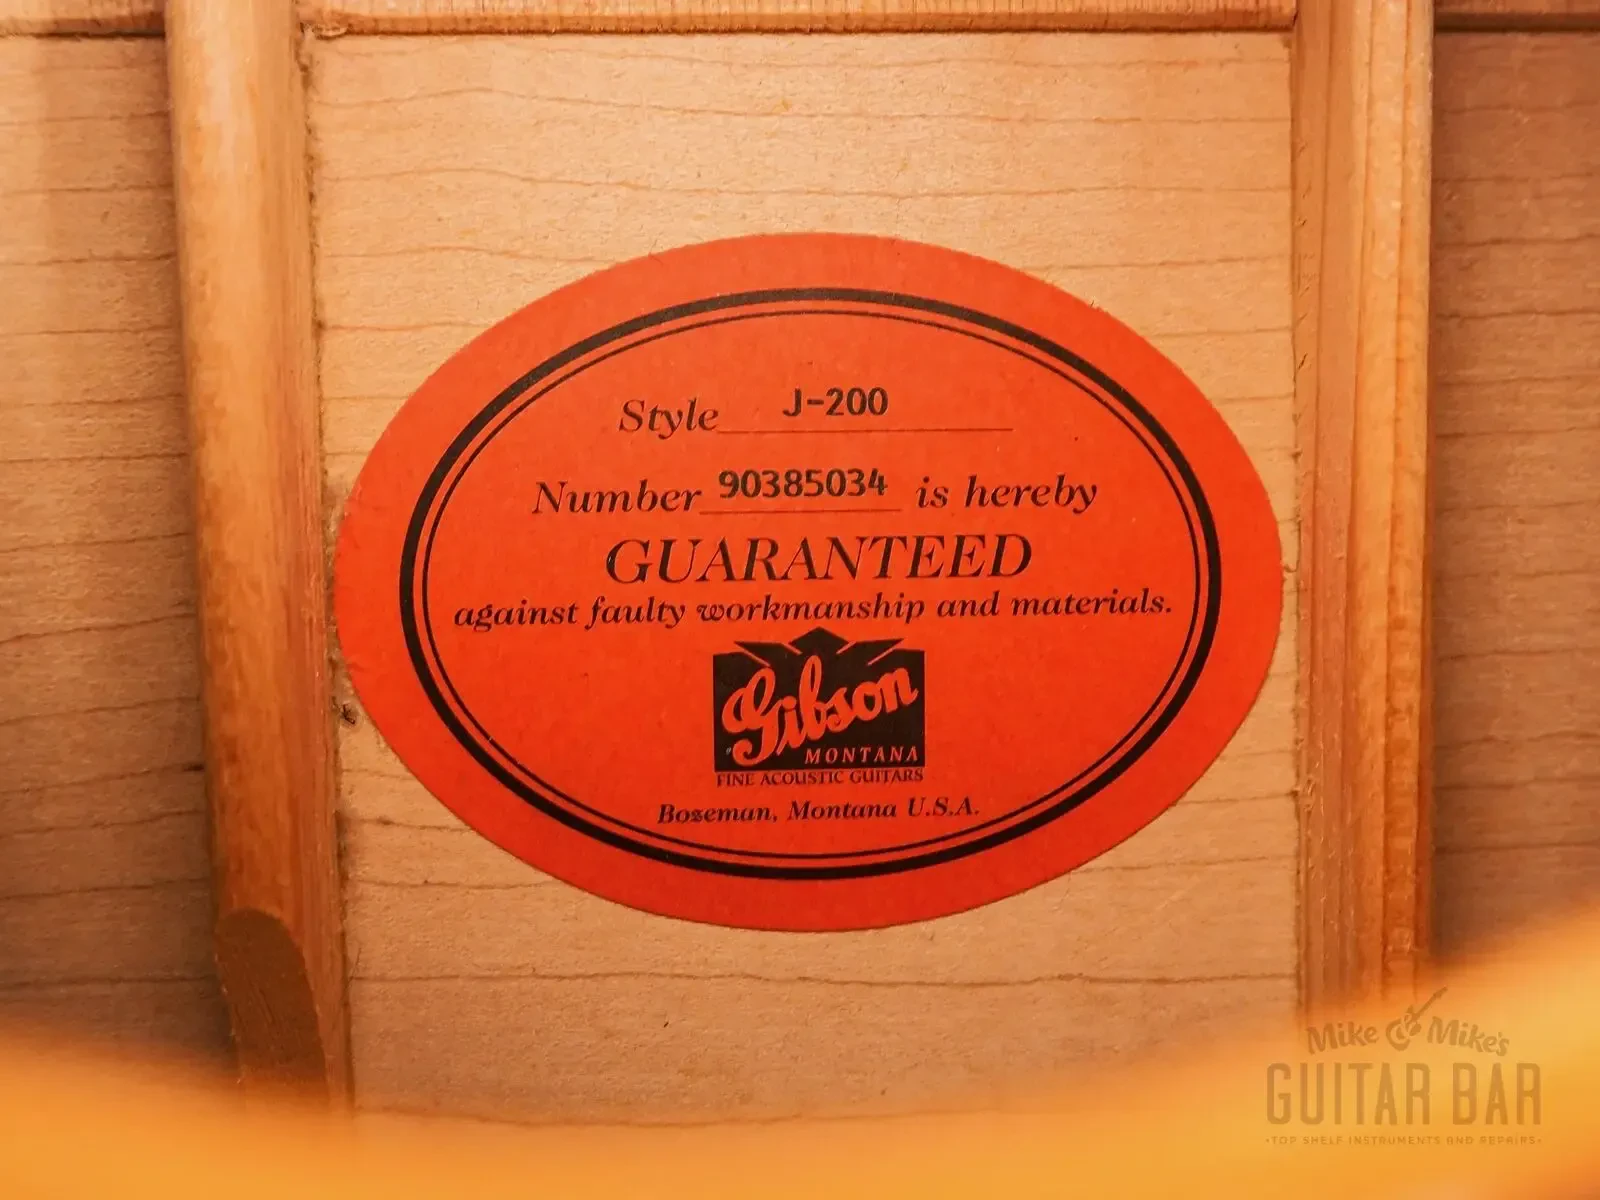 Style J-200
Number 90385034 is hereby
GUARANTEED
against faulty workmanship and materials.
Gibson
MONTANA
FINE ACOUSTIC GUITARS
Bozeman, Montana U.S.A.
Mike & Mike's
GUITAR BAR
•TOP SHELF INSTRUMENTS AND REPAIRS•